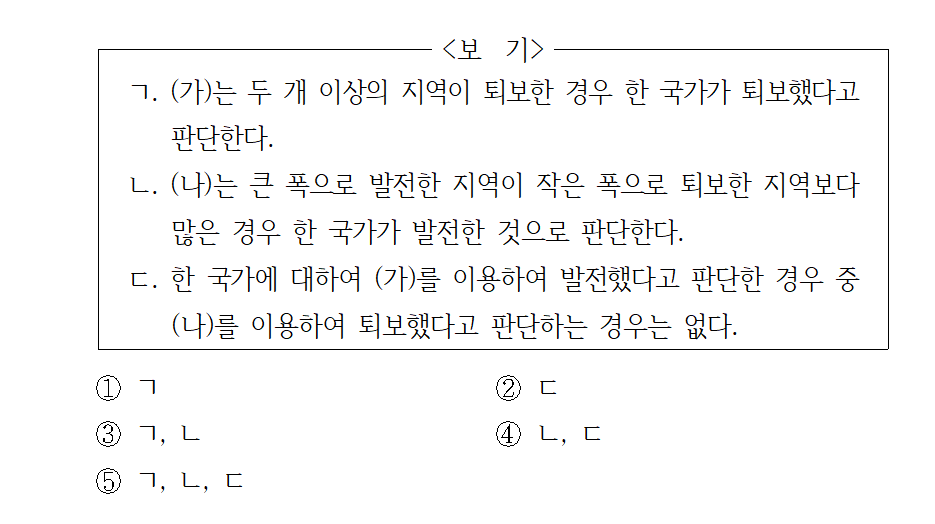 <보 기>
ㄱ. (가)는 두 개 이상의 지역이 퇴보한 경우 한 국가가 퇴보했다고
판단한다.
ㄴ. (나)는 큰 폭으로 발전한 지역이 작은 폭으로 퇴보한 지역보다
많은 경우 한 국가가 발전한 것으로 판단한다.
ㄷ. 한 국가에 대하여 (가)를 이용하여 발전했다고 판단한 경우 중
(나)를 이용하여 퇴보했다고 판단하는 경우는 없다.
① ㄱ ② ㄷ
③ ㄱ, ㄴ ④ ㄴ, ㄷ
⑤ ㄱ, ㄴ, ㄷ